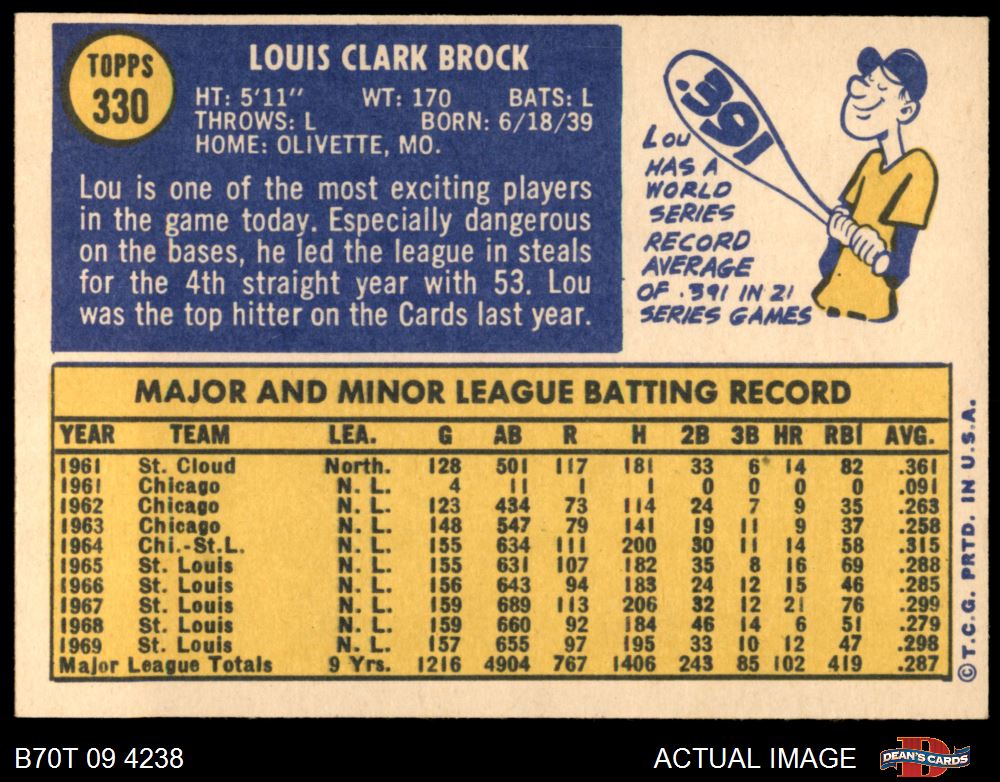 TOPPS
330
LOUIS CLARK BROCK
HT: 5'11" WT: 170 BATS: L
THROWS: L BORN: 6/18/39
HOME: OLIVETTE, MO.
Lou is one of the most exciting players
in the game today. Especially dangerous
on the bases, he led the league in steals
for the 4th straight year with 53. Lou
was the top hitter on the Cards last year.
.391
LOU
HAS A
WORLD
SERIES
RECORD
AVERAGE
OF .391 IN 21
SERIES GAMES
MAJOR AND MINOR LEAGUE BATTING RECORD
YEAR TEAM LEA. G AB R H 2B 3B HR RBI AVG.
1961 St. Cloud North. 128 501 117 181 33 6 14 82 .361
1961 Chicago N. L. 4 11 1 1 0 0 0 0 .091
1962 Chicago N. L. 123 434 73 114 24 7 9 35 .263
1963 Chicago N. L. 148 547 79 141 19 11 9 37 .258
1964 Chi.-St.L. N. L. 155 634 111 200 30 11 14 58 .315
1965 St. Louis N. L. 155 631 107 182 35 8 16 69 .288
1966 St. Louis N. L. 156 643 94 183 24 12 15 46 .285
1967 St. Louis N. L. 159 689 113 206 32 12 21 76 .299
1968 St. Louis N. L. 159 660 92 184 46 14 6 51 .279
1969 St. Louis N. L. 157 655 97 195 33 10 12 47 .298
Major League Totals 9 Yrs. 1216 4904 767 1406 243 85 102 419 .287
© T.C.G. PRTD. IN U.S.A.
B70T 09 4238 ACTUAL IMAGE
DEAN'S CARDS